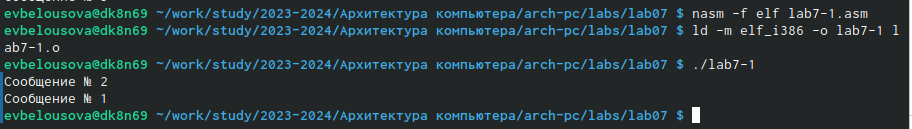 evbelousova@dk8n69 ~/work/study/2023-2024/Архитектура компьютера/arch-pc/labs/lab07 $ nasm -f elf lab7-1.asm
evbelousova@dk8n69 ~/work/study/2023-2024/Архитектура компьютера/arch-pc/labs/lab07 $ ld -m elf_i386 -o lab7-1 l
ab7-1.o
evbelousova@dk8n69 ~/work/study/2023-2024/Архитектура компьютера/arch-pc/labs/lab07 $ ./lab7-1
Сообщение № 2
Сообщение № 1
evbelousova@dk8n69 ~/work/study/2023-2024/Архитектура компьютера/arch-pc/labs/lab07 $